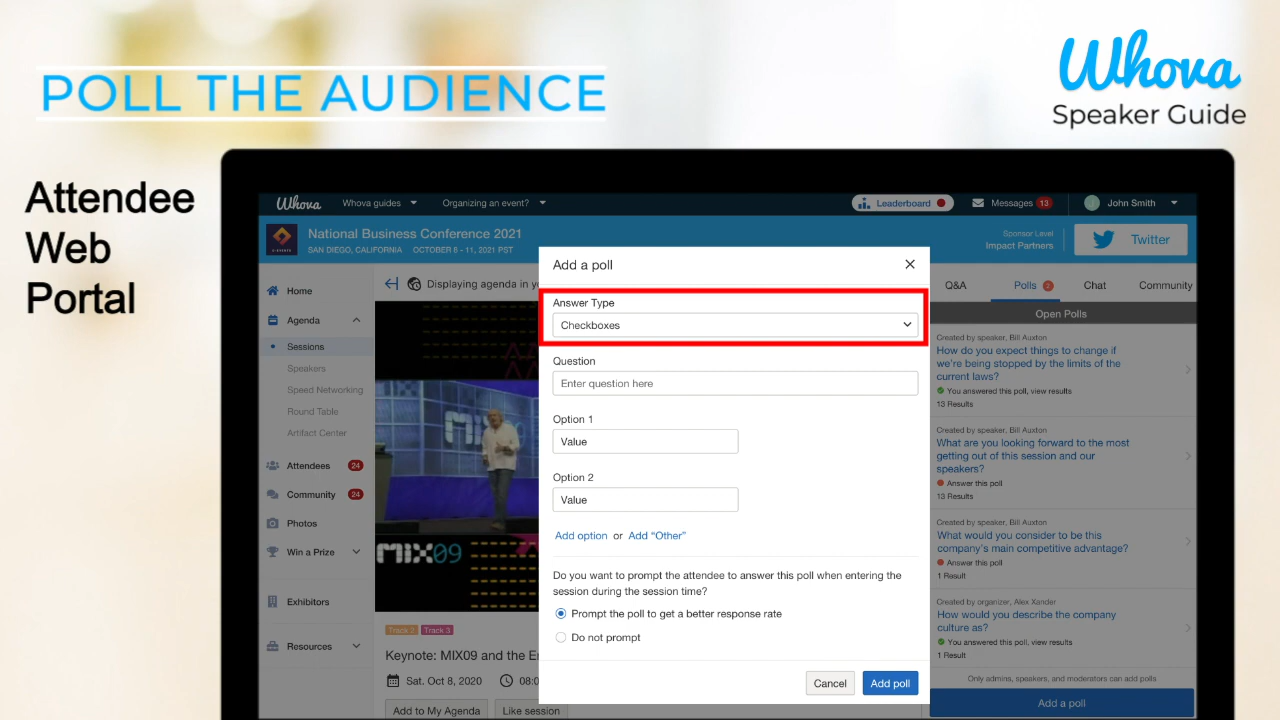 POLL THE AUDIENCE
Whova
Speaker Guide
Attendee
Web
Portal
Whova
Whova guides
Organizing an event?
Leaderboard
Messages 13
John Smith
National Business Conference 2021
SAN DIEGO, CALIFORNIA OCTOBER 6 - 11, 2021 PST
Sponsor Level
Impact Partners
Twitter
Home
Agenda
Sessions
Speakers
Speed Networking
Round Table
Artifact Center
Attendees 24
Community 24
Photos
Win a Prize
Exhibitors
Resources
Displaying agenda in yo
MIX09
Track 2 Track 3
Keynote: MIX09 and the E
Sat. Oct 8, 2020 08:0
Add to My Agenda Like session
Add a poll
Answer Type
Checkboxes
Question
Enter question here
Option 1
Value
Option 2
Value
Add option or Add “Other”
Do you want to prompt the attendee to answer this poll when entering the
session during the session time?
Prompt the poll to get a better response rate
Do not prompt
Cancel Add poll
Q&A Polls 2 Chat Community
Open Polls
Created by speaker, Bill Auxton
How do you expect things to change if
we’re being stopped by the limits of the
current laws?
You answered this poll, view results
13 Results
Created by speaker, Bill Auxton
What are you looking forward to the most
getting out of this session and our
speakers?
Answer this poll
13 Results
Created by speaker, Bill Auxton
What would you consider to be this
company’s main competitive advantage?
Answer this poll
1 Result
Created by organizer, Alex Xander
How would you describe the company
culture as?
You answered this poll, view results
1 Result
Only admins, speakers, and moderators can add polls
Add a poll